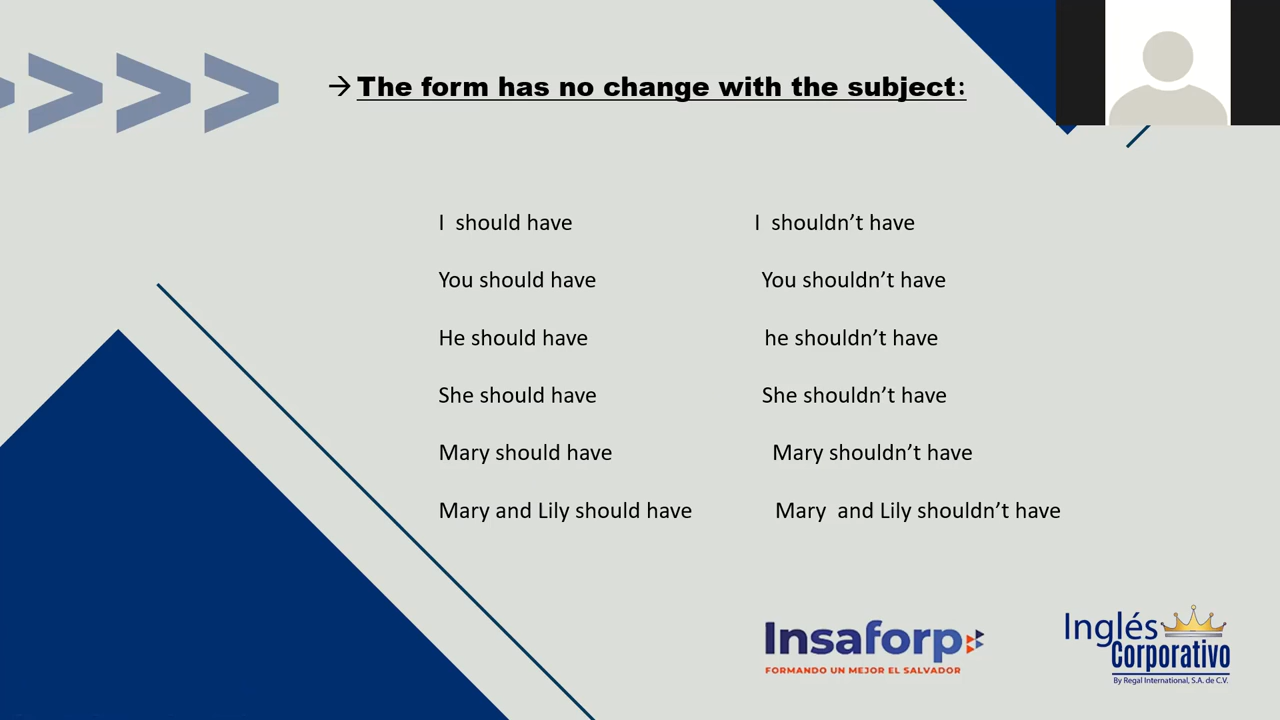 → The form has no change with the subject:
I should have I shouldn’t have
You should have You shouldn’t have
He should have he shouldn’t have
She should have She shouldn’t have
Mary should have Mary shouldn’t have
Mary and Lily should have Mary and Lily shouldn’t have
Insaforp
FORMANDO UN MEJOR EL SALVADOR
Inglés
Corporativo
By Regal International, S.A. de C.V.